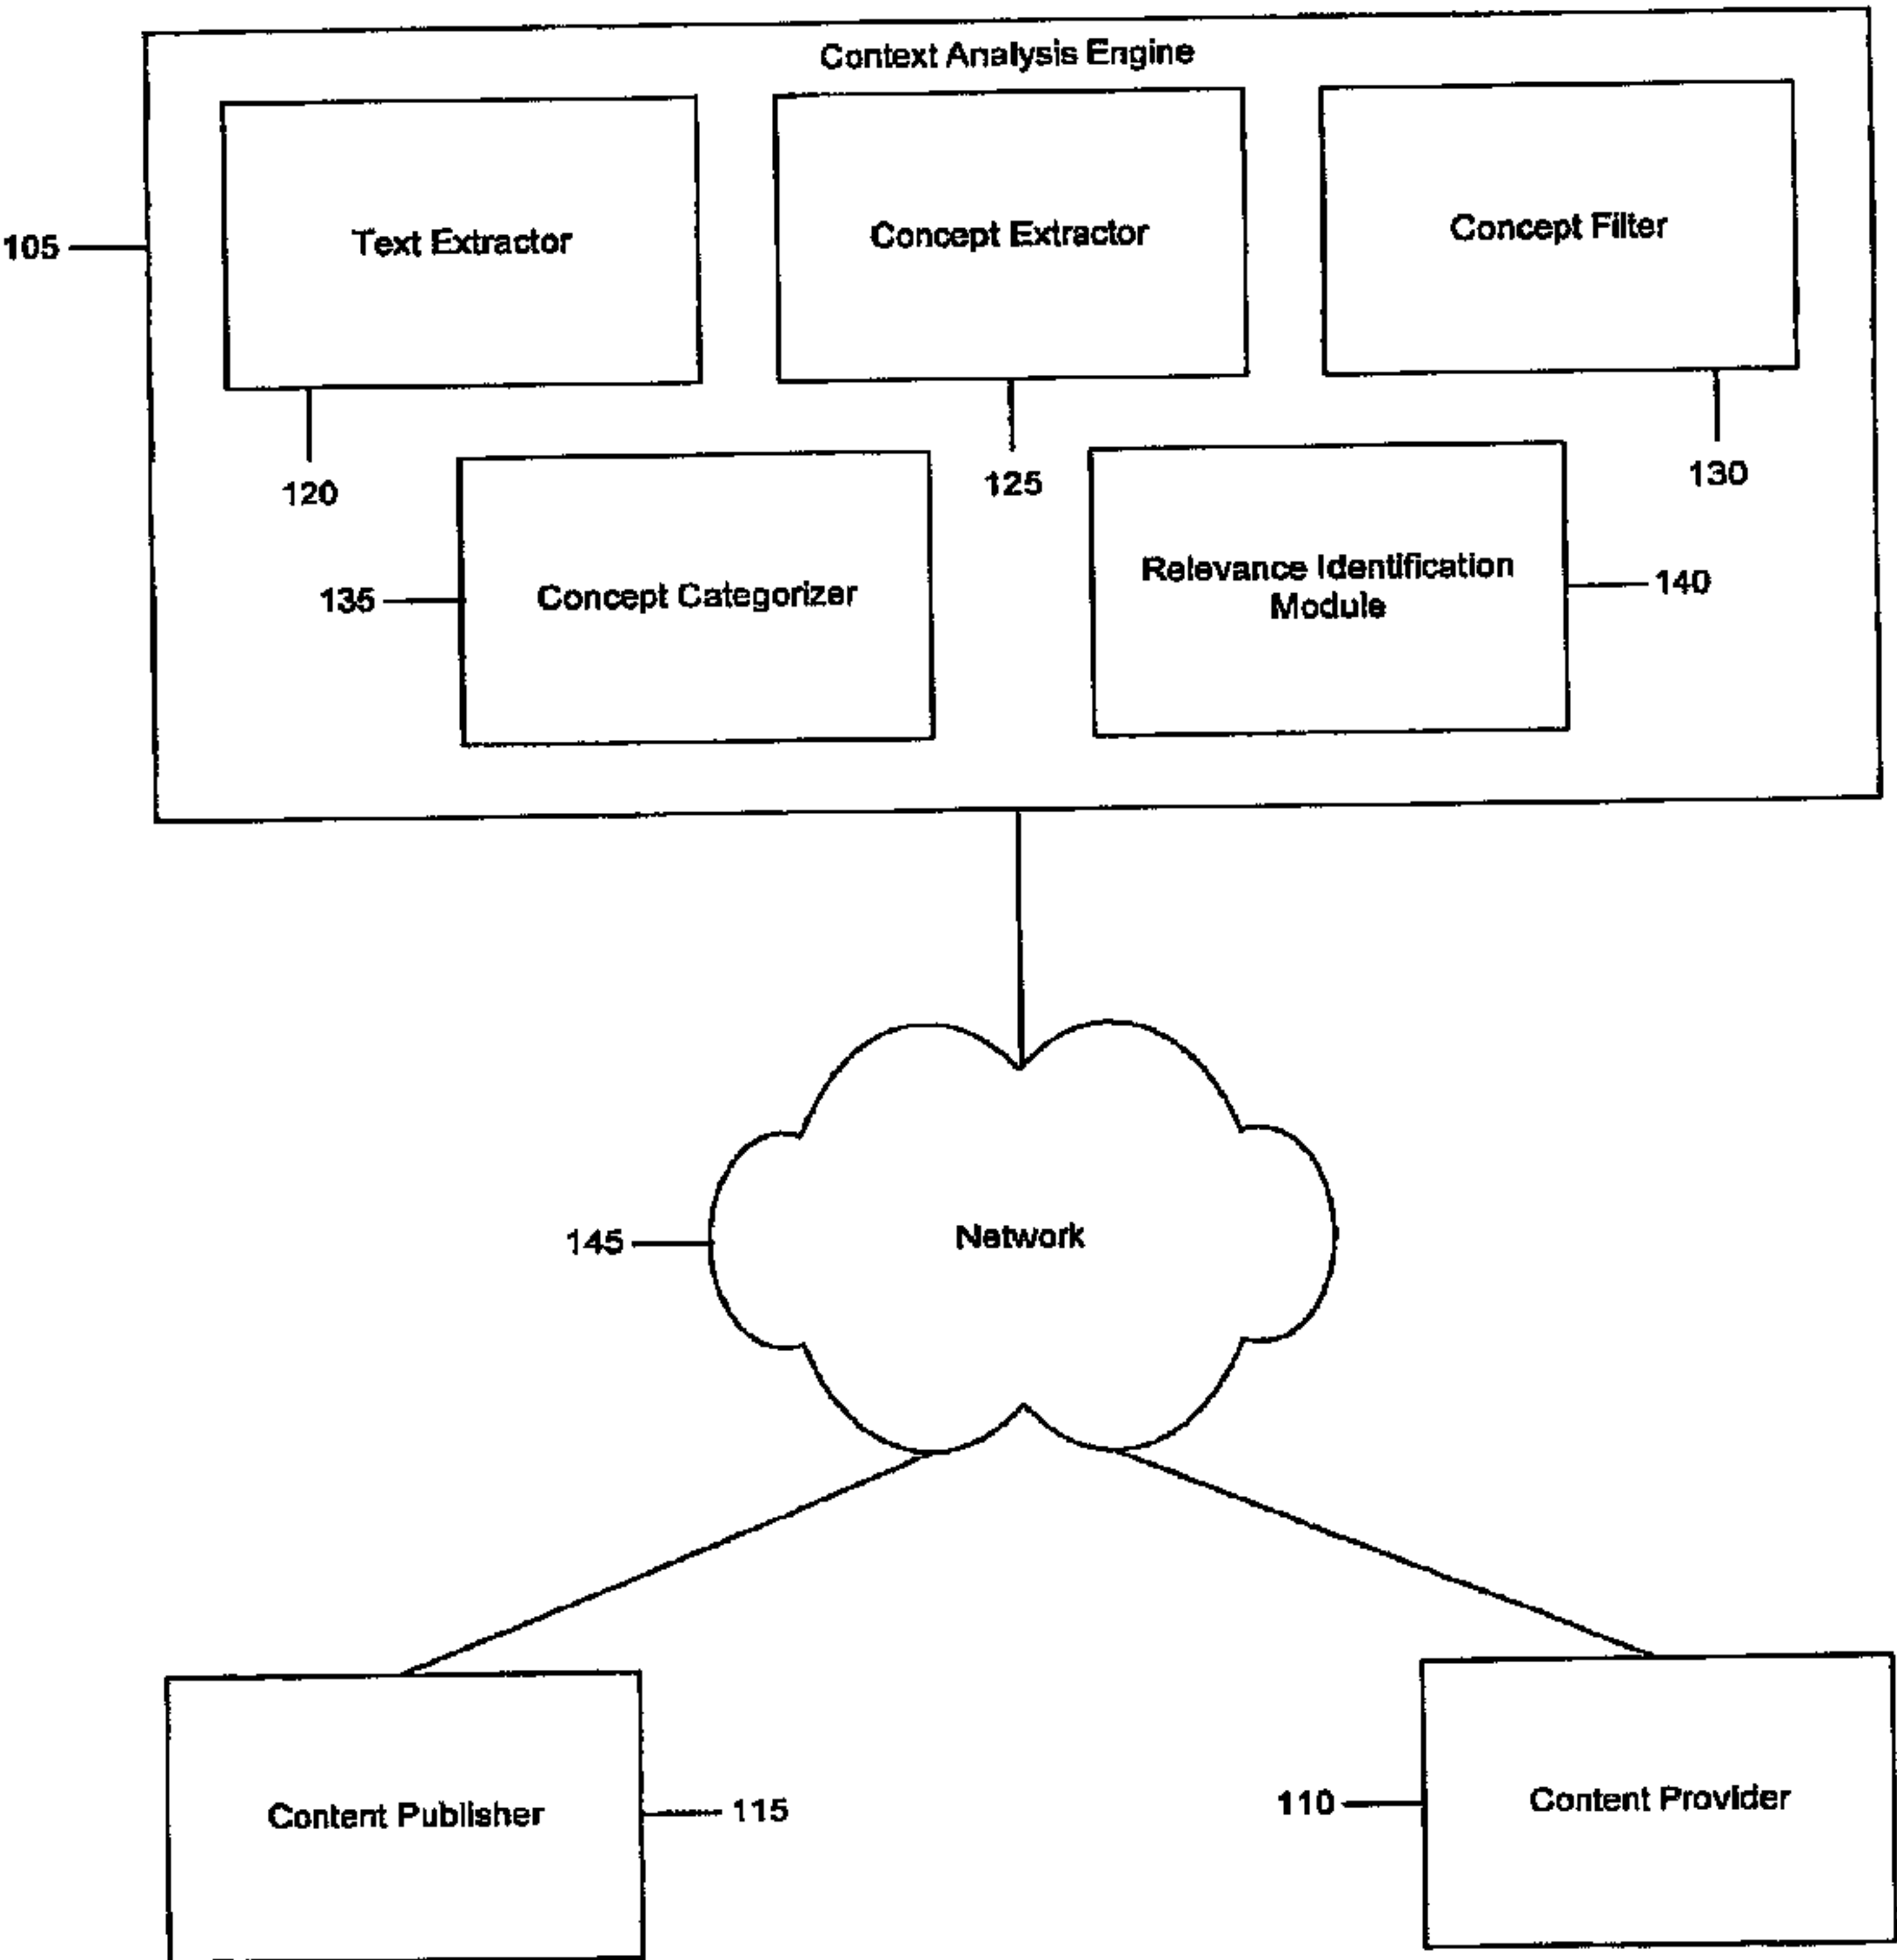 Context Analysis Engine
Text Extractor
Concept Extractor
Concept Filter
105
120
125
130
135
Concept Categorizer
Relevance Identification
Module
140
145
Network
Content Publisher
115
110
Content Provider